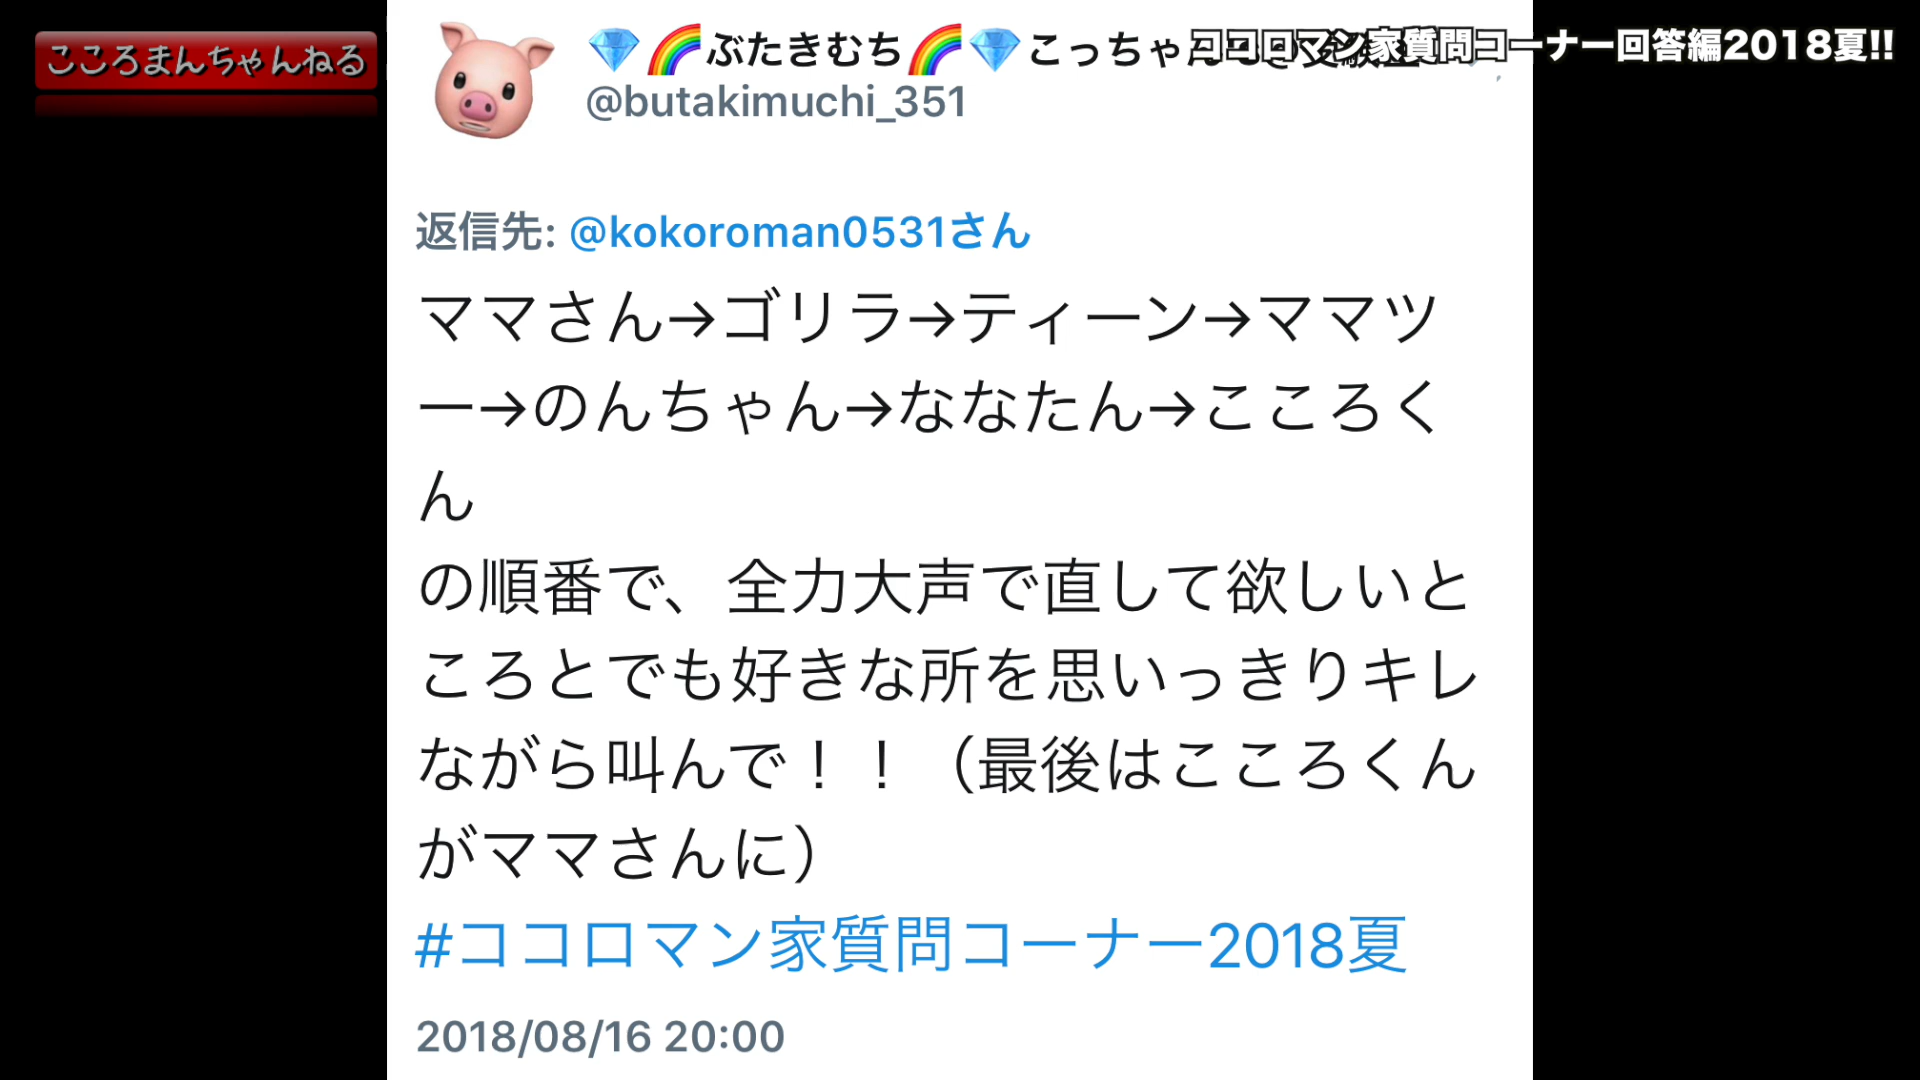 こころまんちゃんねる
ココロマン家質問コーナー回答編2018夏!!
💎🌈ぶたきむち🌈💎こっちゃ
@butakimuchi_351
返信先: @kokoroman0531さん
ママさん→ゴリラ→ティーン→ママツ
ー→のんちゃん→ななたん→こころく
ん
の順番で、全力大声で直して欲しいと
ころとでも好きな所を思いっきりキレ
ながら叫んで！！（最後はこころくん
がママさんに）
#ココロマン家質問コーナー2018夏
2018/08/16 20:00